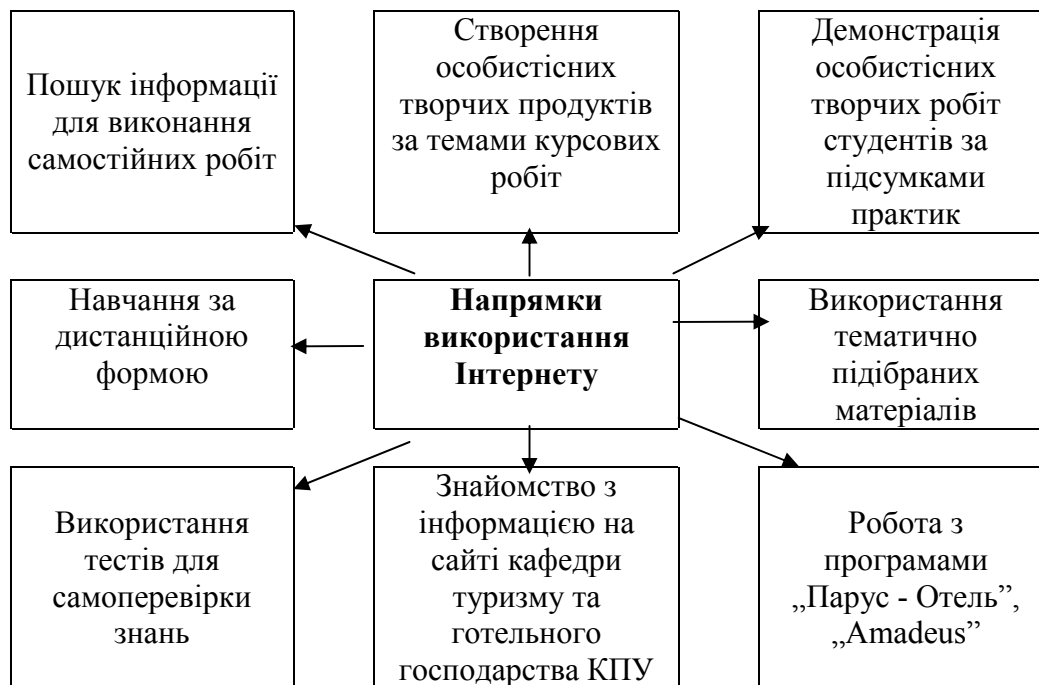 Пошук інформації
для виконання
самостійних робіт
Створення
особистісних
творчих продуктів
за темами курсових
робіт
Демонстрація
особистісних
творчих робіт
студентів за
підсумками
практик
Навчання за
дистанційною
формою
Напрямки
використання
Інтернету
Використання
тематично
підібраних
матеріалів
Використання
тестів для
самоперевірки
знань
Знайомство з
інформацією на
сайті кафедри
туризму та
готельного
господарства КПУ
Робота з
програмами
„Парус - Отель”,
„Amadeus”